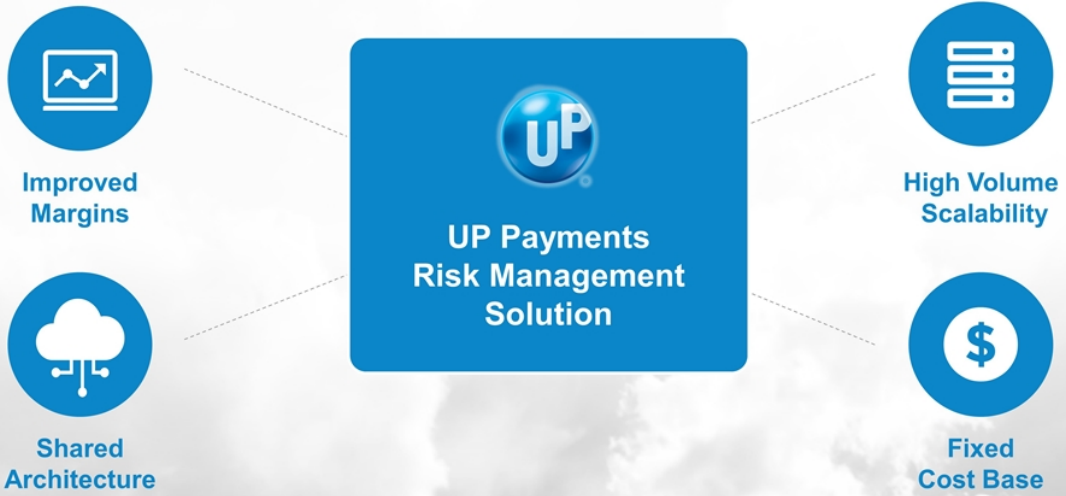 Improved
Margins
UP
UP Payments
Risk Management
Solution
High Volume
Scalability
Shared
Architecture
$
Fixed
Cost Base